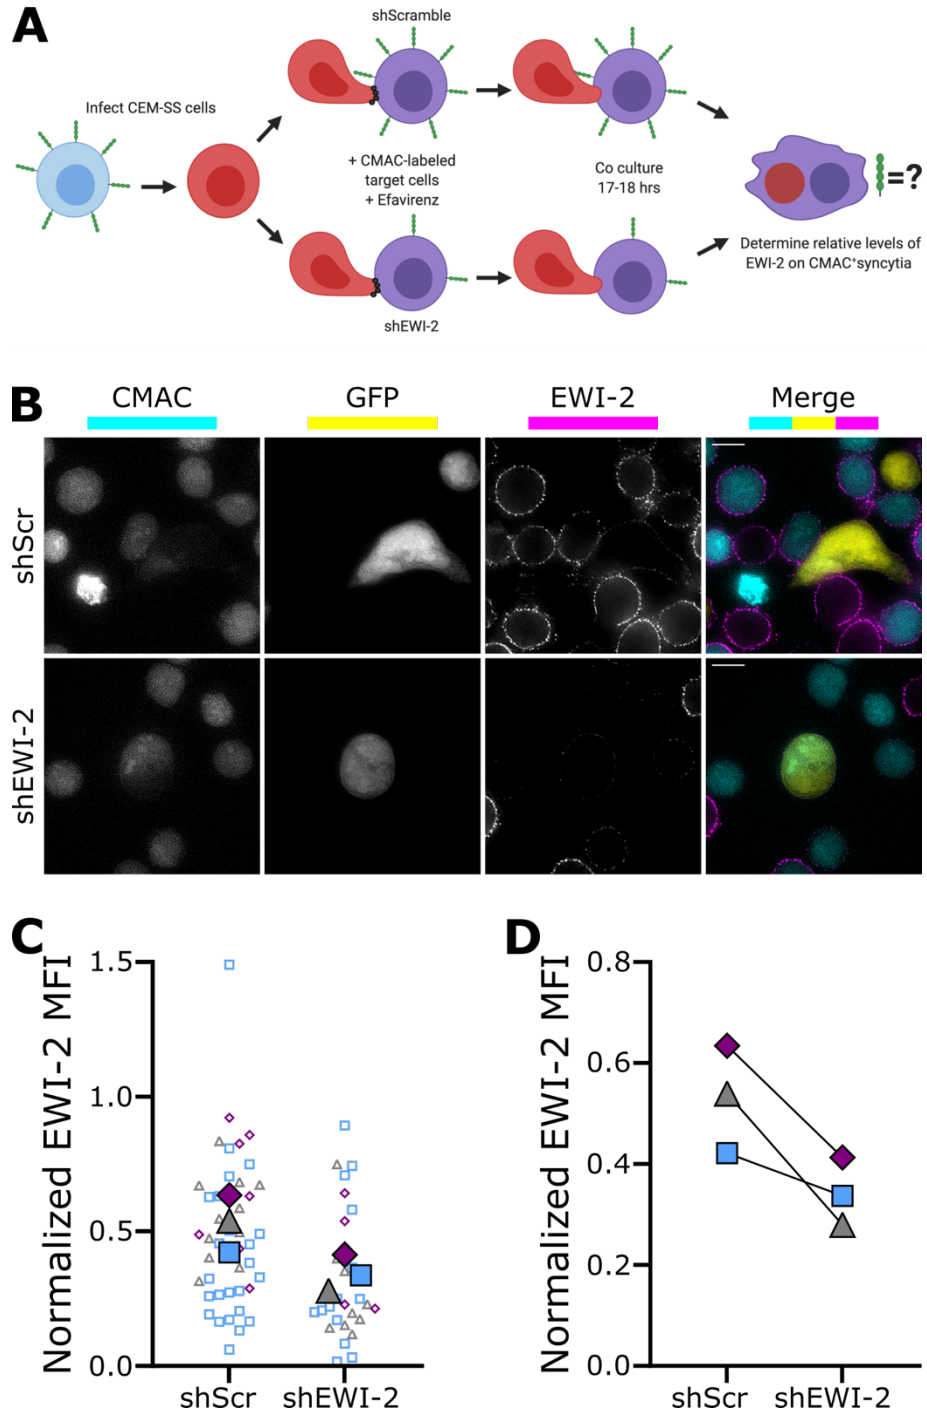 A
shScramble
Infect CEM-SS cells
+ CMAC-labeled
target cells
+ Efavirenz
Co culture
17-18 hrs
=?
Determine relative levels of
EWI-2 on CMAC⁺syncytia
shEWI-2
B
CMAC
GFP
EWI-2
Merge
shScr
shEWI-2
C
Normalized EWI-2 MFI
1.5
1.0
0.5
0.0
shScr
shEWI-2
D
Normalized EWI-2 MFI
0.8
0.6
0.4
0.2
0.0
shScr
shEWI-2